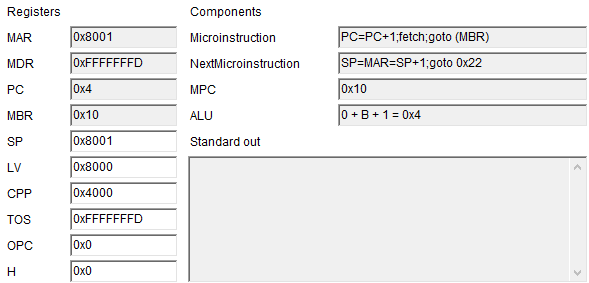 Registers Components
MAR 0x8001 Microinstruction PC=PC+1;fetch;goto (MBR)
MDR 0xFFFFFFFD NextMicroinstruction SP=MAR=SP+1;goto 0x22
PC 0x4 MPC 0x10
MBR 0x10 ALU 0 + B + 1 = 0x4
SP 0x8001 Standard out
LV 0x8000
CPP 0x4000
TOS 0xFFFFFFFD
OPC 0x0
H 0x0